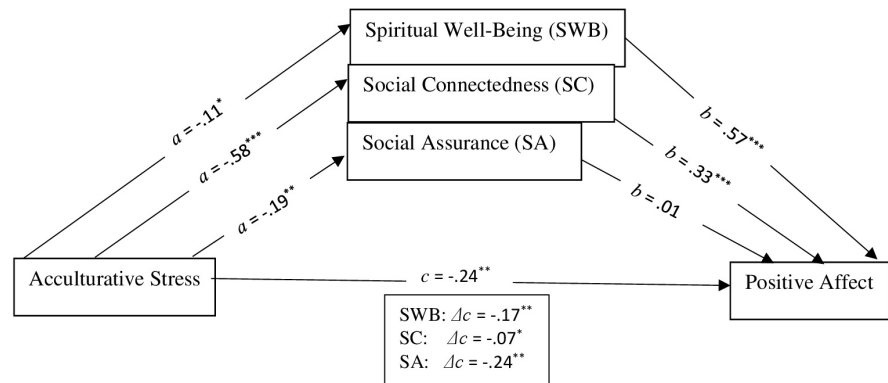 Spiritual Well-Being (SWB)
Social Connectedness (SC)
Social Assurance (SA)
a = -.11*
a = -.58***
a = -.19**
b = .57***
b = .33***
b = .01
Acculturative Stress
c = -.24**
Positive Affect
SWB: Δc = -.17**
SC: Δc = -.07*
SA: Δc = -.24**